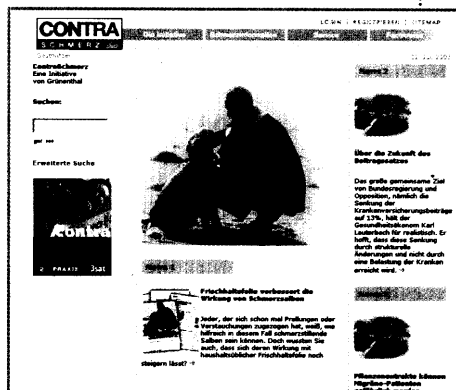 LOGIN | REGISTRIEREN | SITEMAP
CONTRA
SCHMERZ
ContraSchmerz
Eine Initiative
von Grünenthal
Suchen:
Erweiterte Suche
Contra
2 PRAXIS 3sat
Frischhaltefolie verbessert die
Wirkung von Schmerzsalben
Jeder, der sich schon mal Prellungen oder
Verstauchungen zugezogen hat, weiß, wie
hilfreich in diesem Fall schmerzstillende
Salben sein können. Doch wussten Sie
auch, dass sich deren Wirkung mit
haushaltsüblicher Frischhaltefolie noch
steigern lässt?
Über die Zukunft des
Beitragssatzes
Das große gemeinsame Ziel
von Bundesregierung und
Opposition, nämlich die
Senkung der
Krankenversicherungsbeiträge
auf 13%, hält der
Gesundheitsökonom Karl
Lauterbach für realistisch. Er
hofft, dass diese Senkung
durch strukturelle
Änderungen und nicht durch
eine Belastung der Kranken
erreicht wird.
Pflanzenextrakte können
Migräne-Patienten